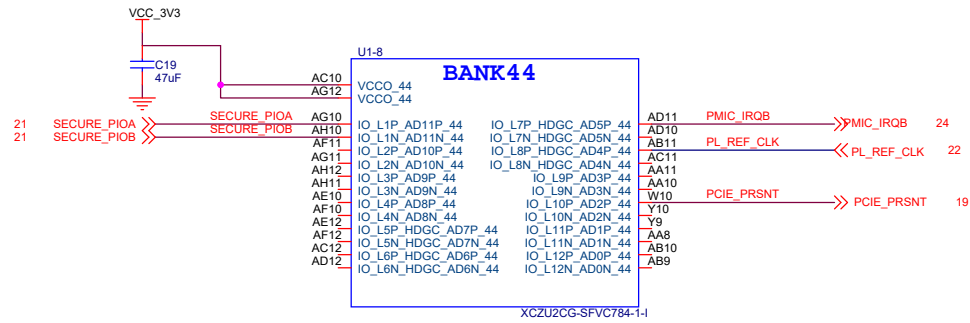 VCC_3V3
C19
47uF
U1-8
BANK44
AC10 VCCO_44
AG12 VCCO_44
21 SECURE_PIOA SECURE_PIOA AG10 IO_L1P_AD11P_44 IO_L7P_HDGC_AD5P_44 AD11 PMIC_IRQB PMIC_IRQB 24
21 SECURE_PIOB SECURE_PIOB AH10 IO_L1N_AD11N_44 IO_L7N_HDGC_AD5N_44 AD10
AF11 IO_L2P_AD10P_44 IO_L8P_HDGC_AD4P_44 AB11 PL_REF_CLK PL_REF_CLK 22
AG11 IO_L2N_AD10N_44 IO_L8N_HDGC_AD4N_44 AC11
AH12 IO_L3P_AD9P_44 IO_L9P_AD3P_44 AA11
AH11 IO_L3N_AD9N_44 IO_L9N_AD3N_44 AA10
AE10 IO_L4P_AD8P_44 IO_L10P_AD2P_44 W10 PCIE_PRSNT PCIE_PRSNT 19
AF10 IO_L4N_AD8N_44 IO_L10N_AD2N_44 Y10
AE12 IO_L5P_HDGC_AD7P_44 IO_L11P_AD1P_44 Y9
AF12 IO_L5N_HDGC_AD7N_44 IO_L11N_AD1N_44 AA8
AC12 IO_L6P_HDGC_AD6P_44 IO_L12P_AD0P_44 AB10
AD12 IO_L6N_HDGC_AD6N_44 IO_L12N_AD0N_44 AB9
XCZU2CG-SFVC784-1-I